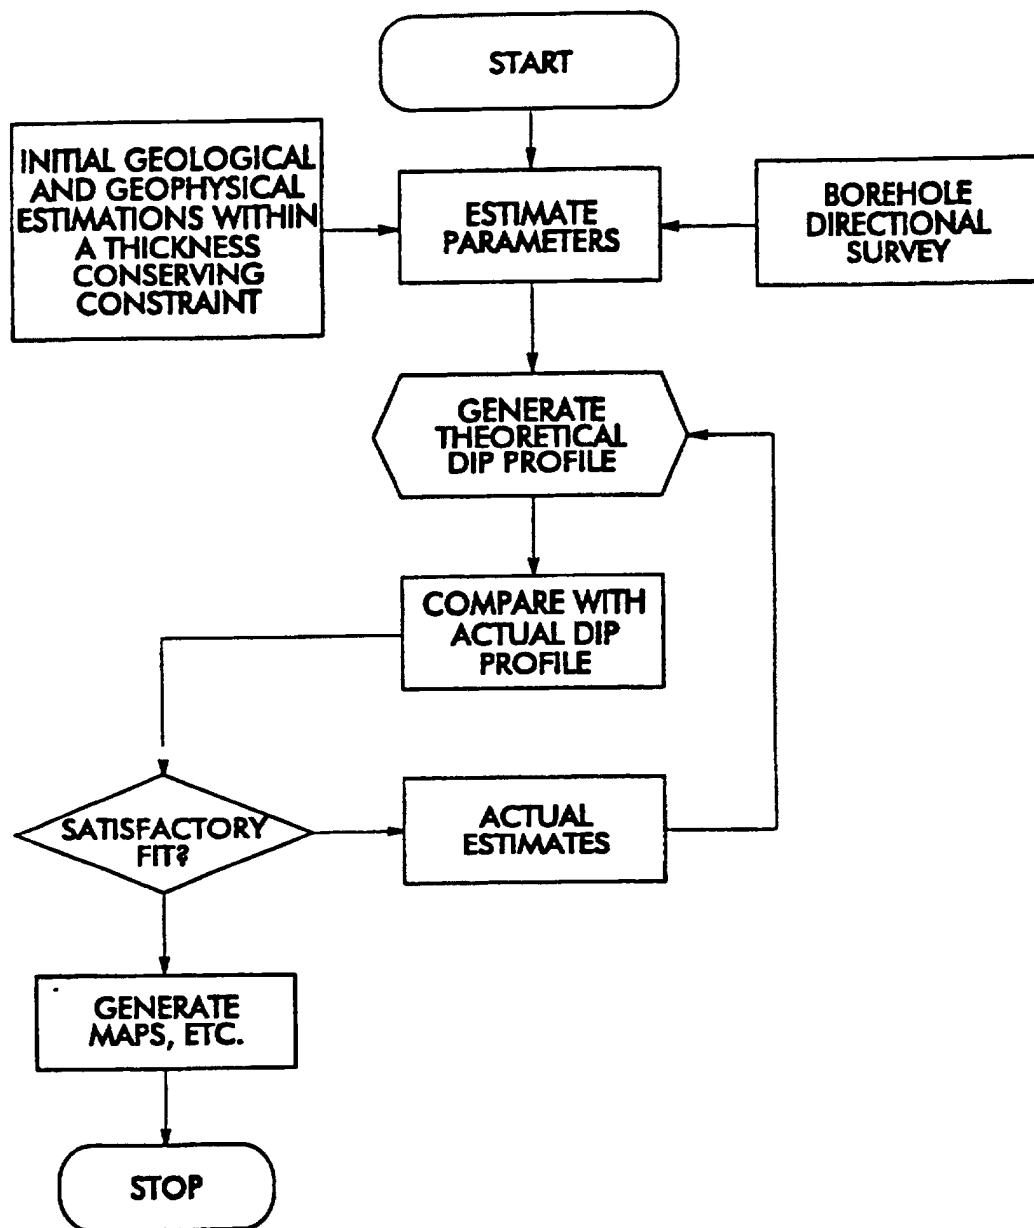 START
INITIAL GEOLOGICAL
AND GEOPHYSICAL
ESTIMATIONS WITHIN
A THICKNESS
CONSERVING
CONSTRAINT
ESTIMATE
PARAMETERS
BOREHOLE
DIRECTIONAL
SURVEY
GENERATE
THEORETICAL
DIP PROFILE
COMPARE WITH
ACTUAL DIP
PROFILE
SATISFACTORY
FIT?
ACTUAL
ESTIMATES
GENERATE
MAPS, ETC.
STOP